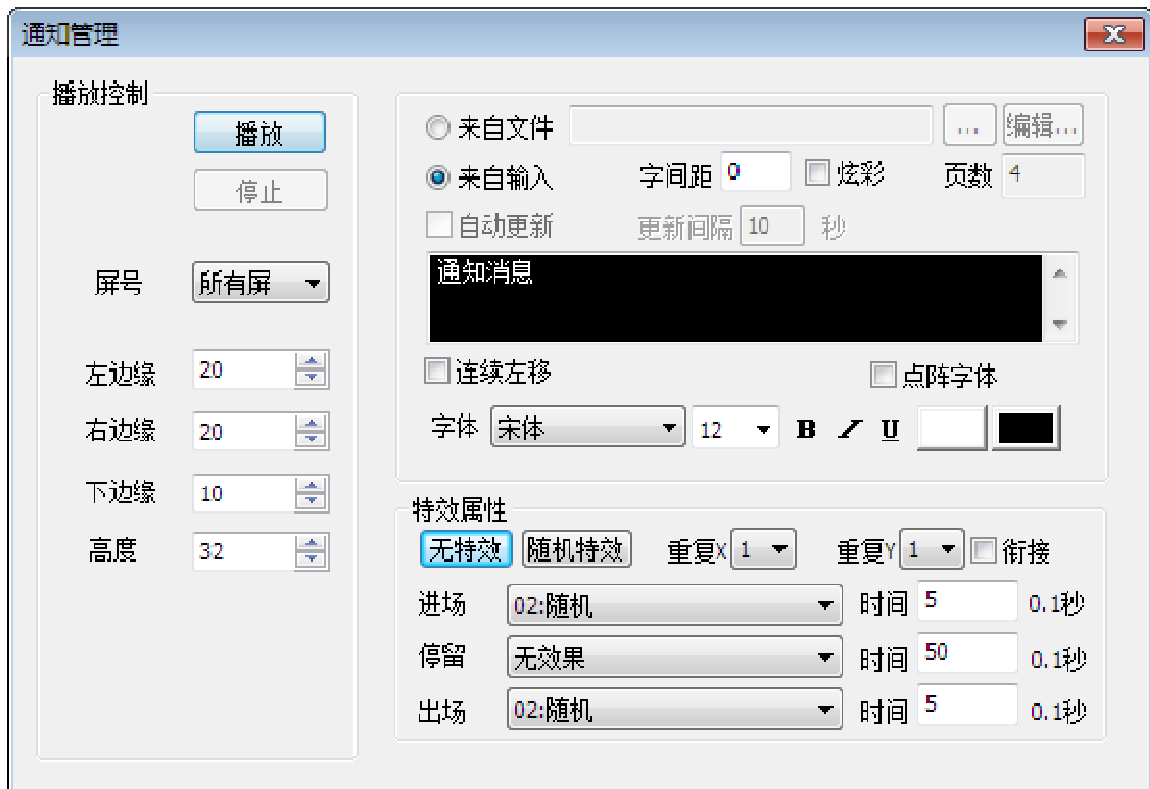 通知管理
播放控制
播放
停止
屏号 所有屏
左边缘 20
右边缘 20
下边缘 10
高度 32
来自文件 ... 编辑...
来自输入 字间距 0 炫彩 页数 4
自动更新 更新间隔 10 秒
通知消息
连续左移 点阵字体
字体 宋体 12 B I U
特效属性
无特效 随机特效 重复X 1 重复Y 1 衔接
进场 02:随机 时间 5 0.1秒
停留 无效果 时间 50 0.1秒
出场 02:随机 时间 5 0.1秒